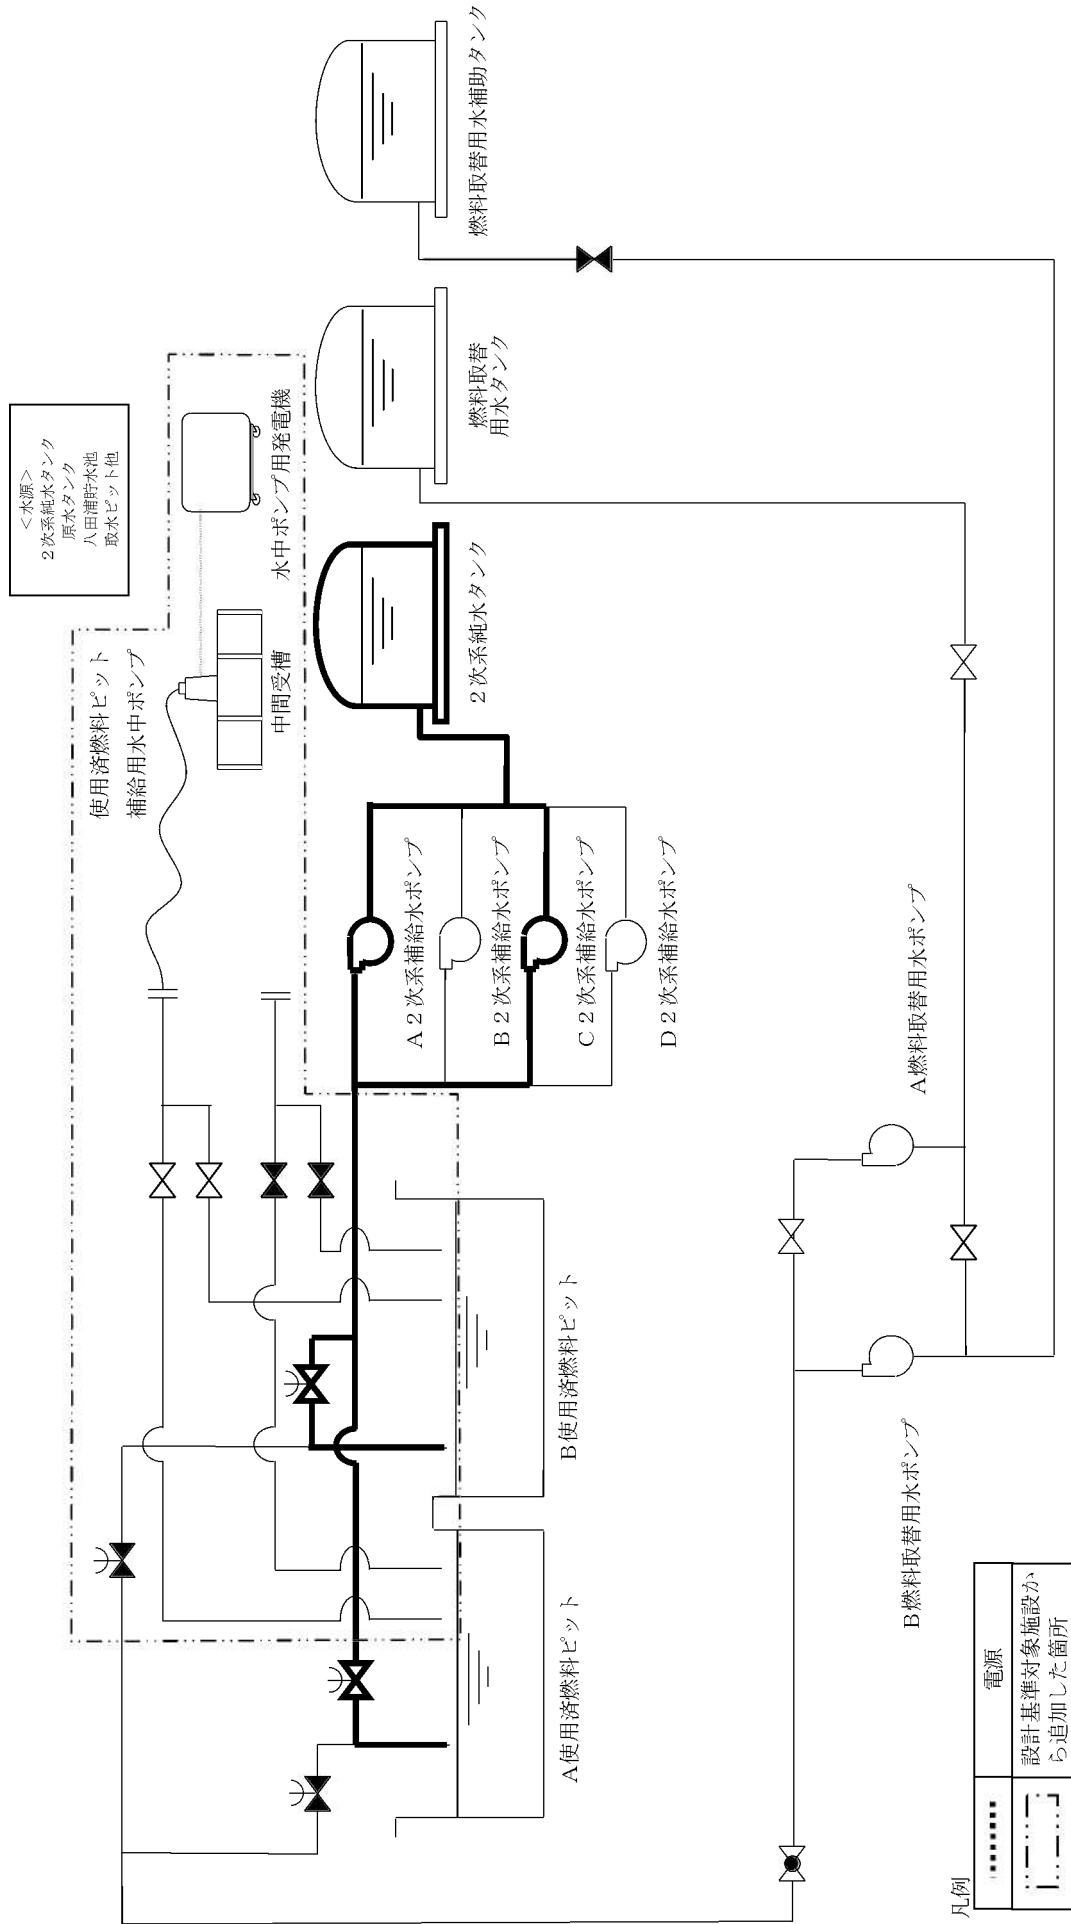 <水源>
2次系純水タンク
原水タンク
八田浦貯水池
取水ピット他
使用済燃料ピット
補給用水中ポンプ
水中ポンプ用発電機
中間受槽
燃料取替用水補助タンク
燃料取替
用水タンク
2次系純水タンク
A2次系補給水ポンプ
B2次系補給水ポンプ
C2次系補給水ポンプ
D2次系補給水ポンプ
A使用済燃料ピット
B使用済燃料ピット
A燃料取替用水ポンプ
B燃料取替用水ポンプ
凡例
電源
設計基準対象施設か
ら追加した箇所